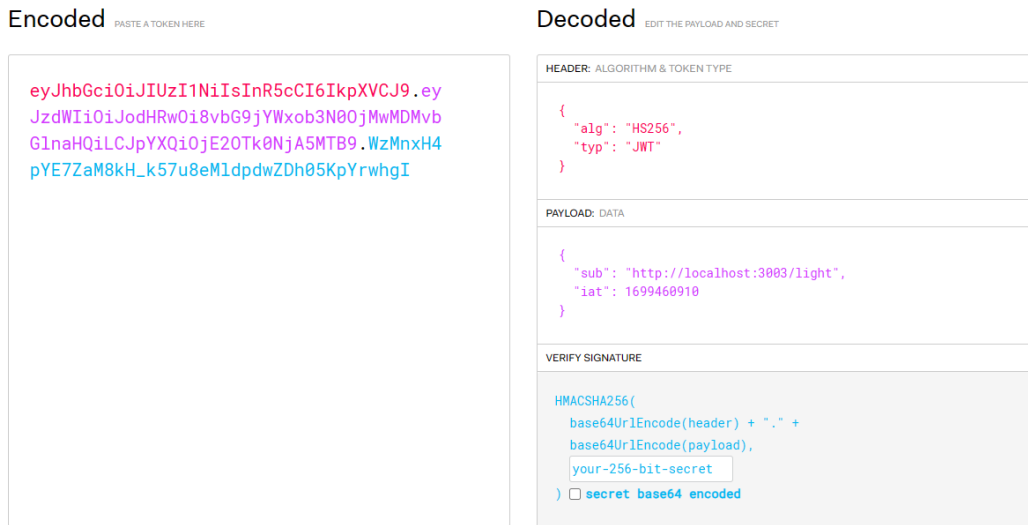 Encoded PASTE A TOKEN HERE
eyJhbGciOiJIUzI1NiIsInR5cCI6IkpXVCJ9.ey
JzdWIiOiJodHRwOi8vbG9jYWxob3N0OjMwMDMvb
GlnaHQiLCJpYXQiOjE2OTk0NjA5MTB9.WzMnxH4
pYE7ZaM8kH_k57u8eMldpdwZDh05KpYrwhgI
Decoded EDIT THE PAYLOAD AND SECRET
HEADER: ALGORITHM & TOKEN TYPE
{
"alg": "HS256",
"typ": "JWT"
}
PAYLOAD: DATA
{
"sub": "http://localhost:3003/light",
"iat": 1699460910
}
VERIFY SIGNATURE
HMACSHA256(
base64UrlEncode(header) + "." +
base64UrlEncode(payload),
your-256-bit-secret
) secret base64 encoded